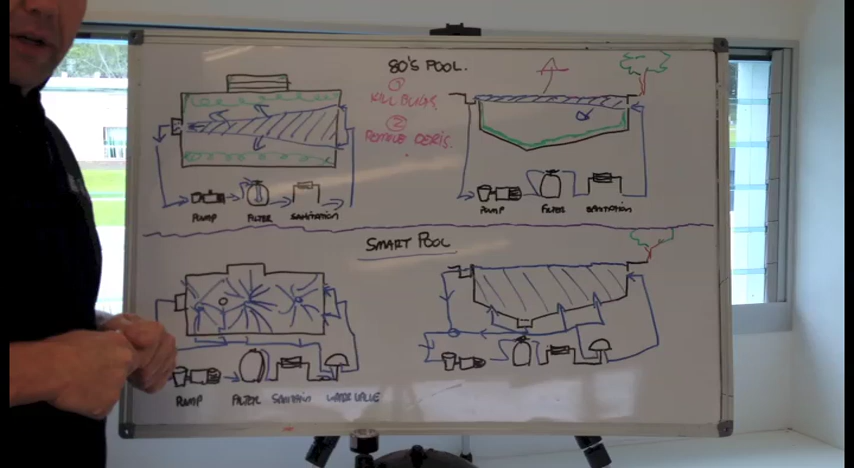 80'S POOL.
①
KILL BUGS.
②
REMOVE DEBRIS.
PUMP FILTER SANITATION
PUMP FILTER SANITATION
SMART POOL
PUMP FILTER SANITATION WATER VALVE